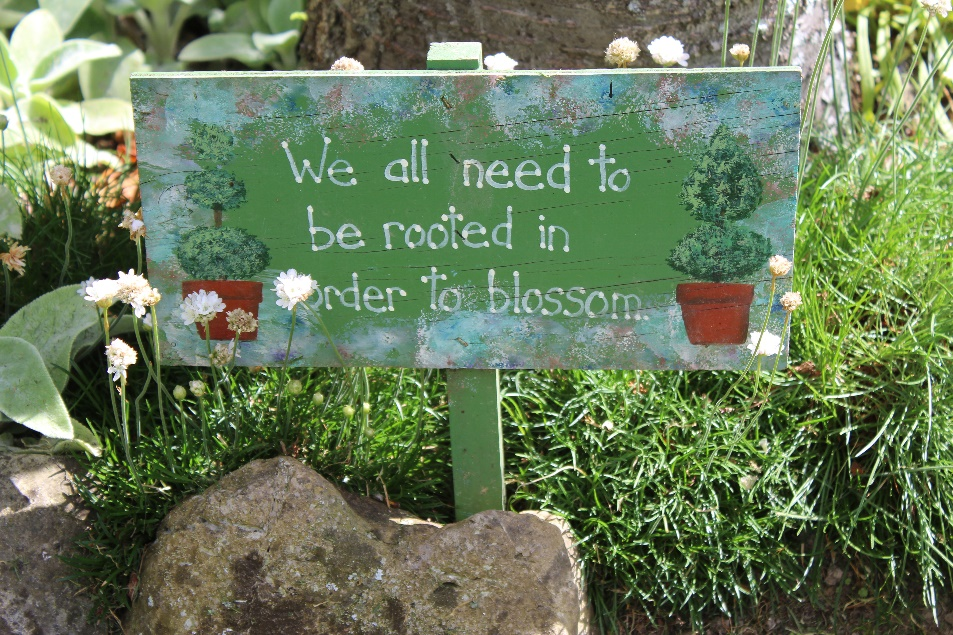 We all need to
be rooted in
order to blossom.